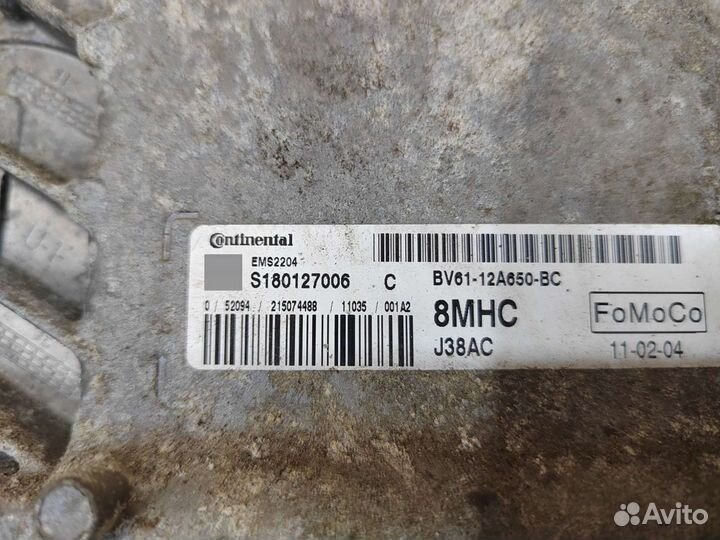 Continental
EMS2204
S180127006 C
0 / 52094 / 215074488 / 11035 / 001A2
BV61-12A650-BC
8MHC
J38AC
FoMoCo
11-02-04
Avito